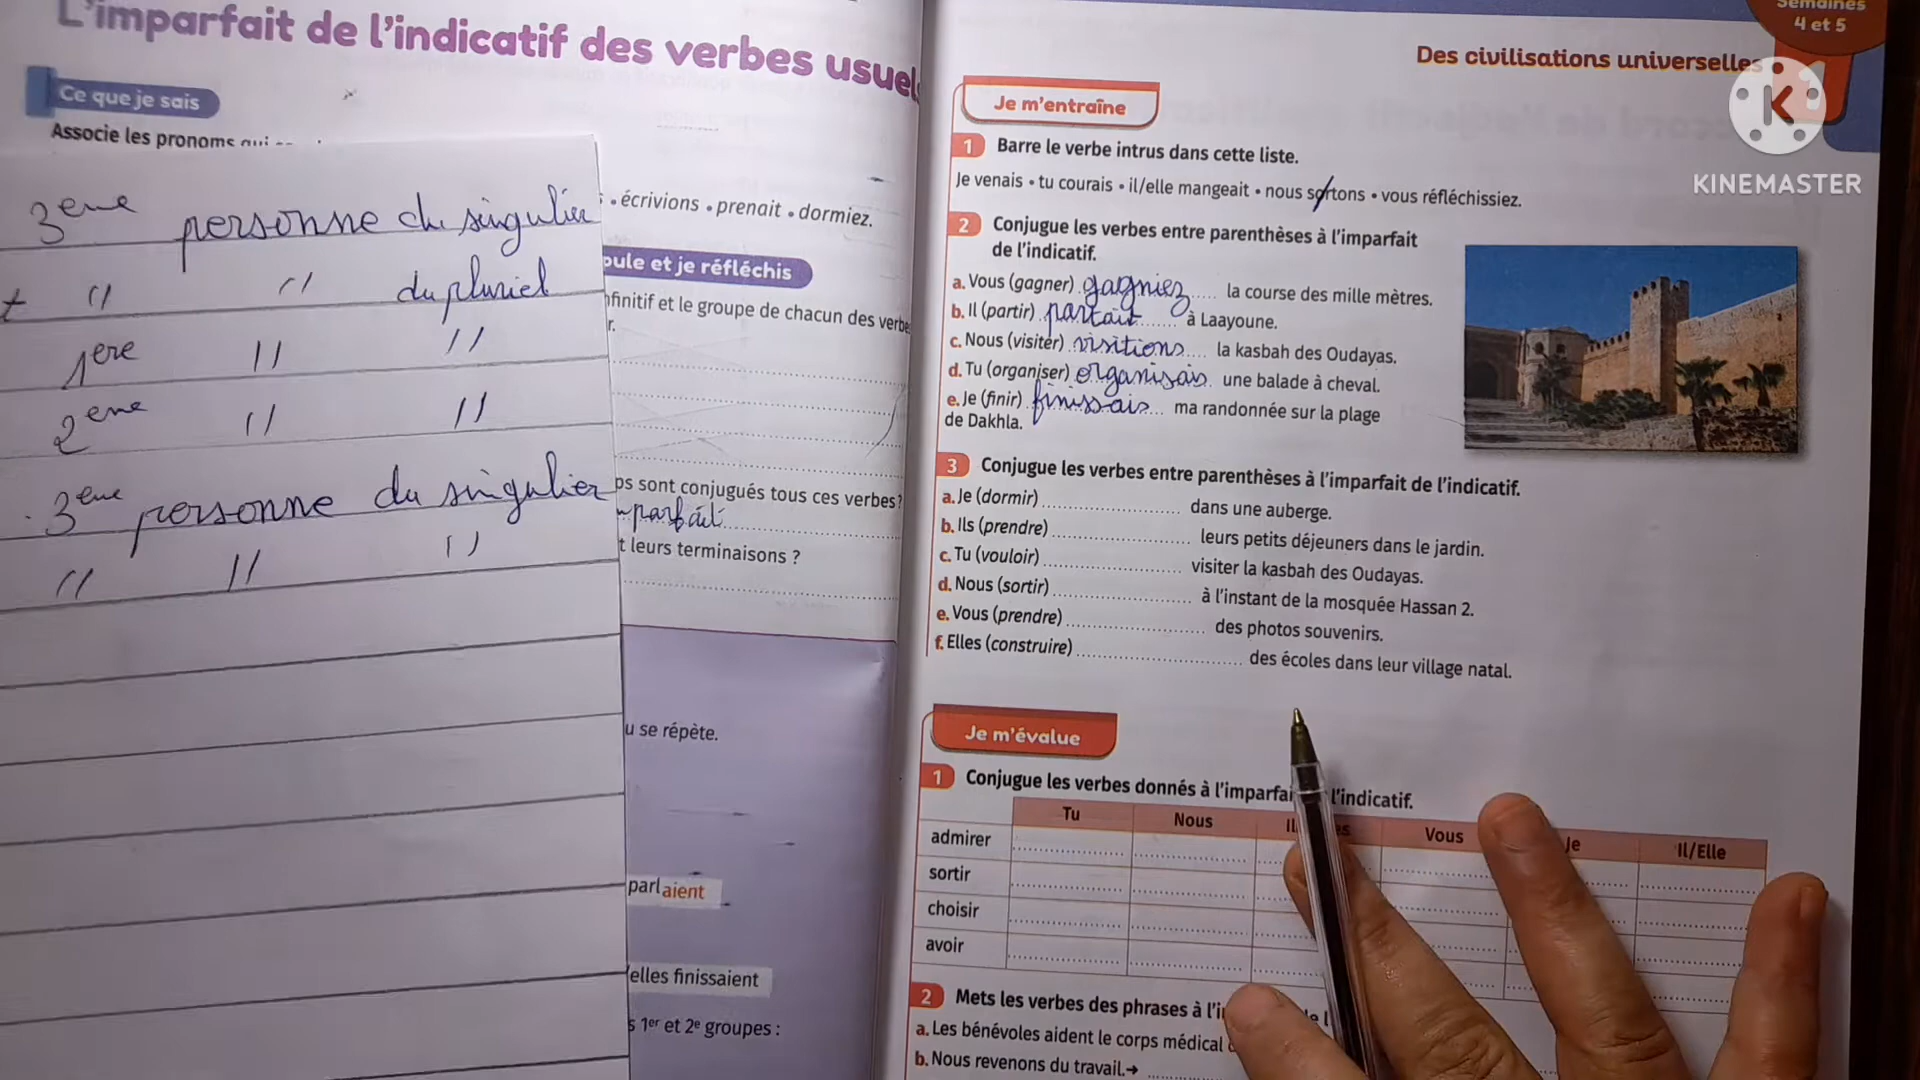 L'imparfait de l'indicatif des verbes usuels
Ce que je sais
Associe les pronoms qui
• écrivions • prenait • dormiez.
3eme personne du singulier
" " du pluriel
1ere " "
2eme " "
3eme personne du singulier
" " "
oule et je réfléchis
nfinitif et le groupe de chacun des verbe
r.
ps sont conjugués tous ces verbes?
mparfait
t leurs terminaisons ?
u se répète.
parlaient
elles finissaient
s 1er et 2e groupes :
Semaines
4 et 5
Des civilisations universelles
KINEMASTER
Je m'entraîne
1 Barre le verbe intrus dans cette liste.
Je venais • tu courais • il/elle mangeait • nous sortons • vous réfléchissiez.
2 Conjugue les verbes entre parenthèses à l'imparfait
de l'indicatif.
a. Vous (gagner) gagniez la course des mille mètres.
b. Il (partir) partait à Laayoune.
c. Nous (visiter) visitions la kasbah des Oudayas.
d. Tu (organiser) organisais une balade à cheval.
e. Je (finir) finissais ma randonnée sur la plage
de Dakhla.
3 Conjugue les verbes entre parenthèses à l'imparfait de l'indicatif.
a. Je (dormir) dans une auberge.
b. Ils (prendre) leurs petits déjeuners dans le jardin.
c. Tu (vouloir) visiter la kasbah des Oudayas.
d. Nous (sortir) à l'instant de la mosquée Hassan 2.
e. Vous (prendre) des photos souvenirs.
f. Elles (construire) des écoles dans leur village natal.
Je m'évalue
1 Conjugue les verbes donnés à l'imparfai l'indicatif.
Tu Nous Il es Vous Je Il/Elle
admirer
sortir
choisir
avoir
2 Mets les verbes des phrases à l'i
a. Les bénévoles aident le corps médical
b. Nous revenons du travail.→